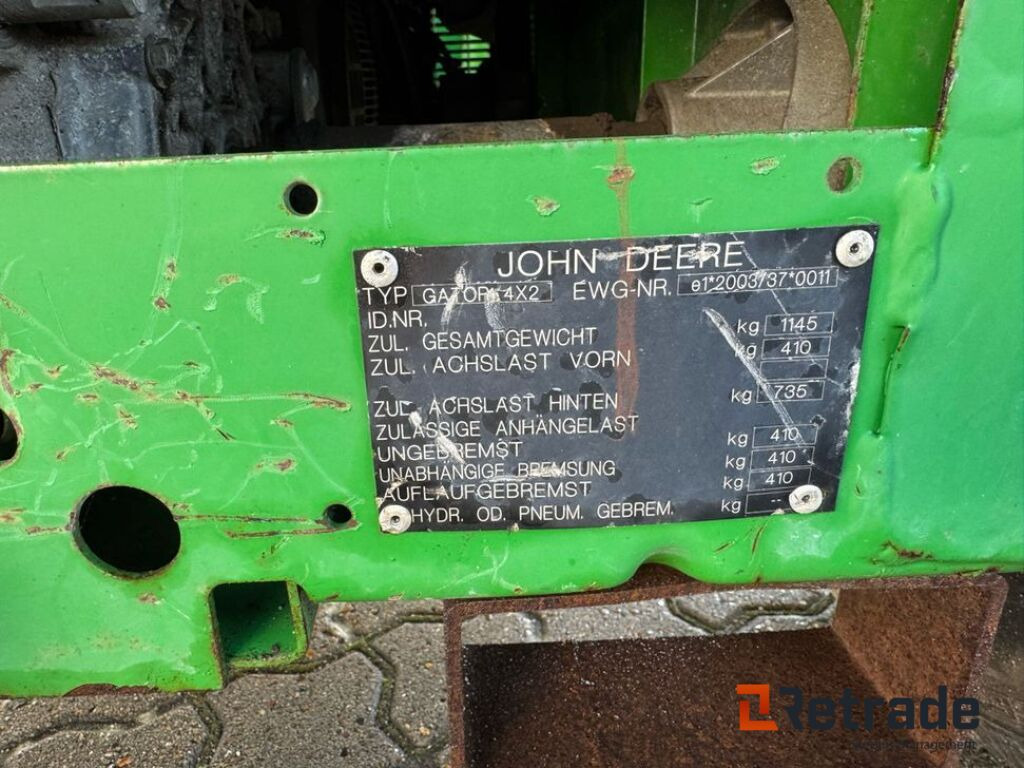 JOHN DEERE
TYP GATOR 4X2 EWG-NR. e1*2003/37*0011
ID.NR.
ZUL. GESAMTGEWICHT kg 1145
ZUL. ACHSLAST VORN kg 410
ZUL. ACHSLAST HINTEN kg 735
ZULÄSSIGE ANHÄNGELAST
UNGEBREMST kg 410
UNABHÄNGIGE BREMSUNG kg 410
AUFLAUFGEBREMST kg 410
HYDR. OD. PNEUM. GEBREM. kg --
Retrade
management